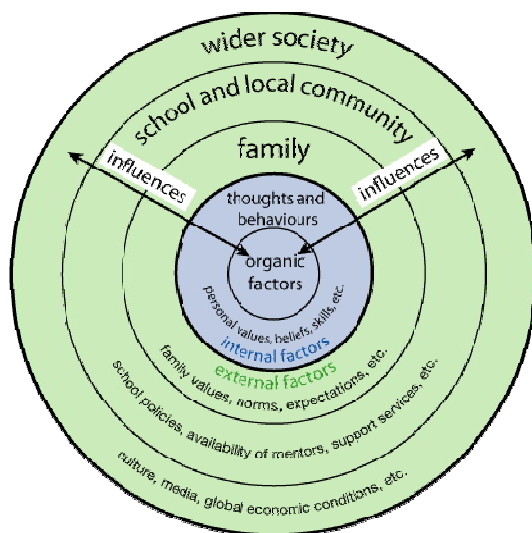 wider society
school and local community
influences
influences
family
thoughts and
behaviours
organic
factors
personal values, beliefs, skills, etc.
internal factors
external factors
family values, norms, expectations, etc.
school policies, availability of mentors, support services, etc.
culture, media, global economic conditions, etc.